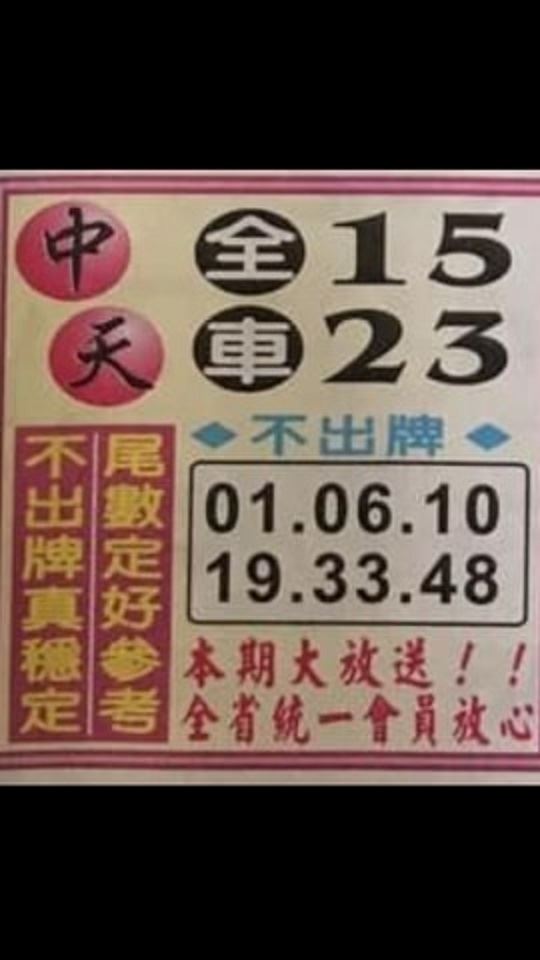 中天
全車
15
23
不出牌
01.06.10
19.33.48
尾數定好參考
不出牌真穩定
本期大放送！！
全省統一會員放心